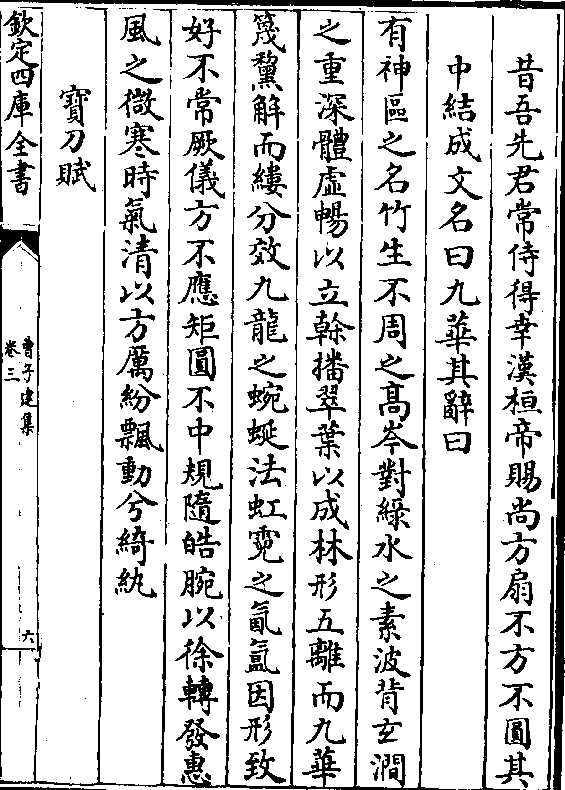 昔吾先君常侍得幸漢桓帝賜尚方扇不方不圓其
中結成文名曰九華其辭曰
有神區之名竹生不周之高岑對綠水之素波背玄澗
之重深體虛暢以立榦播翠葉以成林形五離而九華
篾氂解而縷分效九龍之蜿蜒法虹霓之氤氳因形致
好不常厥儀方不應矩圓不中規隨皓腕以徐轉發惠
風之微寒時氣清以方厲紛飄動兮綺紈
寶刀賦
欽定四庫全書
曹子建集
卷三
六